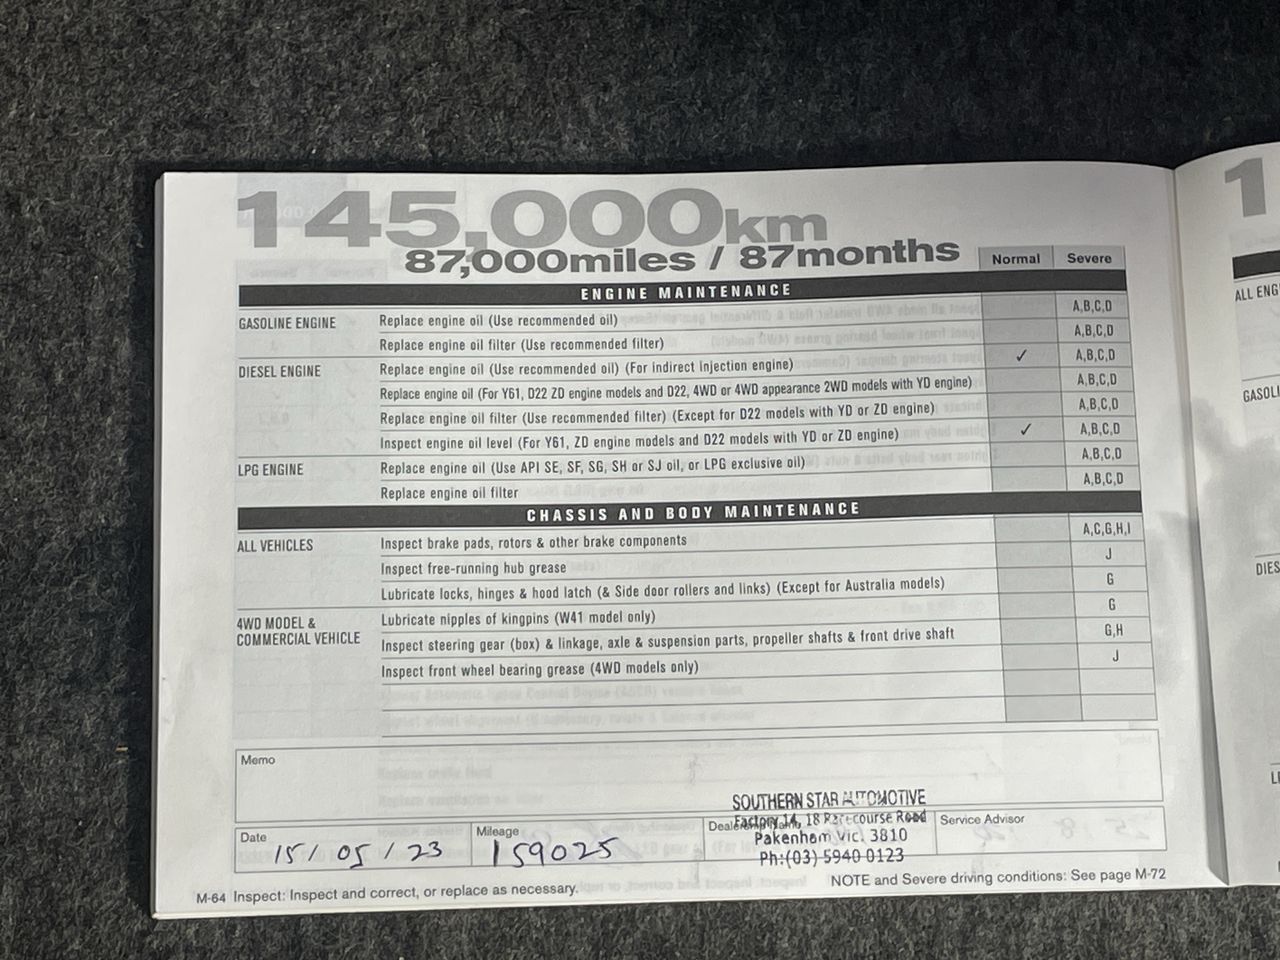 145,000km
87,000miles / 87months
Normal Severe
ENGINE MAINTENANCE
GASOLINE ENGINE Replace engine oil (Use recommended oil) A,B,C,D
Replace engine oil filter (Use recommended filter) A,B,C,D
DIESEL ENGINE Replace engine oil (Use recommended oil) (For indirect injection engine) ✓ A,B,C,D
Replace engine oil (For Y61, D22 ZD engine models and D22, 4WD or 4WD appearance 2WD models with YD engine) A,B,C,D
Replace engine oil filter (Use recommended filter) (Except for D22 models with YD or ZD engine) A,B,C,D
Inspect engine oil level (For Y61, ZD engine models and D22 models with YD or ZD engine) ✓ A,B,C,D
LPG ENGINE Replace engine oil (Use API SE, SF, SG, SH or SJ oil, or LPG exclusive oil) A,B,C,D
Replace engine oil filter A,B,C,D
CHASSIS AND BODY MAINTENANCE
ALL VEHICLES Inspect brake pads, rotors & other brake components A,C,G,H,I
Inspect free-running hub grease J
Lubricate locks, hinges & hood latch (& Side door rollers and links) (Except for Australia models) G
4WD MODEL & Lubricate nipples of kingpins (W41 model only) G
COMMERCIAL VEHICLE Inspect steering gear (box) & linkage, axle & suspension parts, propeller shafts & front drive shaft G,H
Inspect front wheel bearing grease (4WD models only) J
Memo
SOUTHERN STAR AUTOMOTIVE
Factory 14, 18 Racecourse Road
Pakenham Vic. 3810
Ph:(03) 5940 0123
Date 15/05/23
Mileage 159025
Service Advisor
M-64 Inspect: Inspect and correct, or replace as necessary.
NOTE and Severe driving conditions: See page M-72
1
ALL ENG
GASOL
DIES